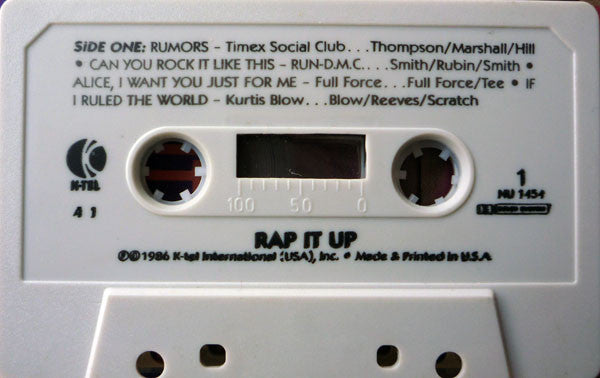 SIDE ONE: RUMORS – Timex Social Club. . .Thompson/Marshall/Hill
• CAN YOU ROCK IT LIKE THIS – RUN-D.M.C.. . .Smith/Rubin/Smith •
ALICE, I WANT YOU JUST FOR ME – Full Force. . .Full Force/Tee • IF
I RULED THE WORLD – Kurtis Blow. . .Blow/Reeves/Scratch
K-TEL
4 1
100 50 0
1
NU 1454
RAP IT UP
℗©1986 K-tel International (USA), Inc. • Made & Printed in U.S.A.